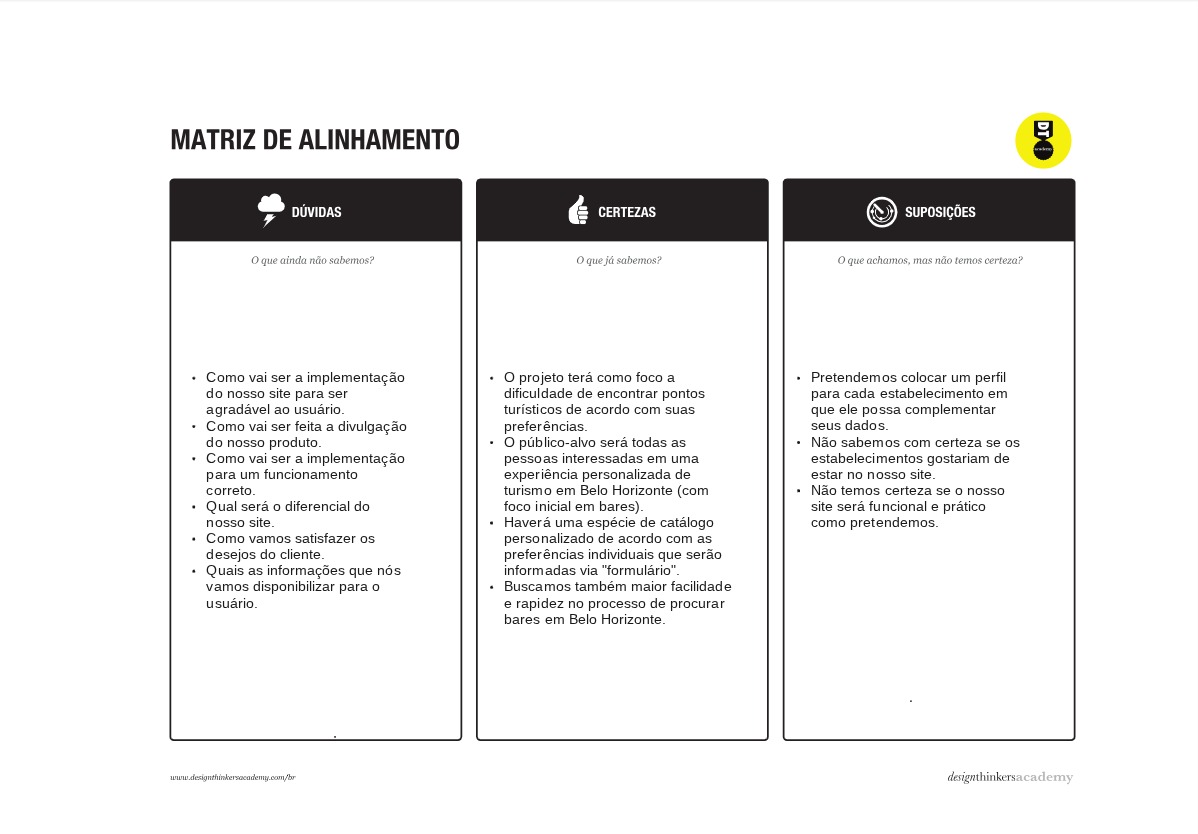 MATRIZ DE ALINHAMENTO
DT
academy
DÚVIDAS
O que ainda não sabemos?
• Como vai ser a implementação
do nosso site para ser
agradável ao usuário.
• Como vai ser feita a divulgação
do nosso produto.
• Como vai ser a implementação
para um funcionamento
correto.
• Qual será o diferencial do
nosso site.
• Como vamos satisfazer os
desejos do cliente.
• Quais as informações que nós
vamos disponibilizar para o
usuário.
CERTEZAS
O que já sabemos?
• O projeto terá como foco a
dificuldade de encontrar pontos
turísticos de acordo com suas
preferências.
• O público-alvo será todas as
pessoas interessadas em uma
experiência personalizada de
turismo em Belo Horizonte (com
foco inicial em bares).
• Haverá uma espécie de catálogo
personalizado de acordo com as
preferências individuais que serão
informadas via "formulário".
• Buscamos também maior facilidade
e rapidez no processo de procurar
bares em Belo Horizonte.
SUPOSIÇÕES
O que achamos, mas não temos certeza?
• Pretendemos colocar um perfil
para cada estabelecimento em
que ele possa complementar
seus dados.
• Não sabemos com certeza se os
estabelecimentos gostariam de
estar no nosso site.
• Não temos certeza se o nosso
site será funcional e prático
como pretendemos.
www.designthinkersacademy.com/br
designthinkersacademy